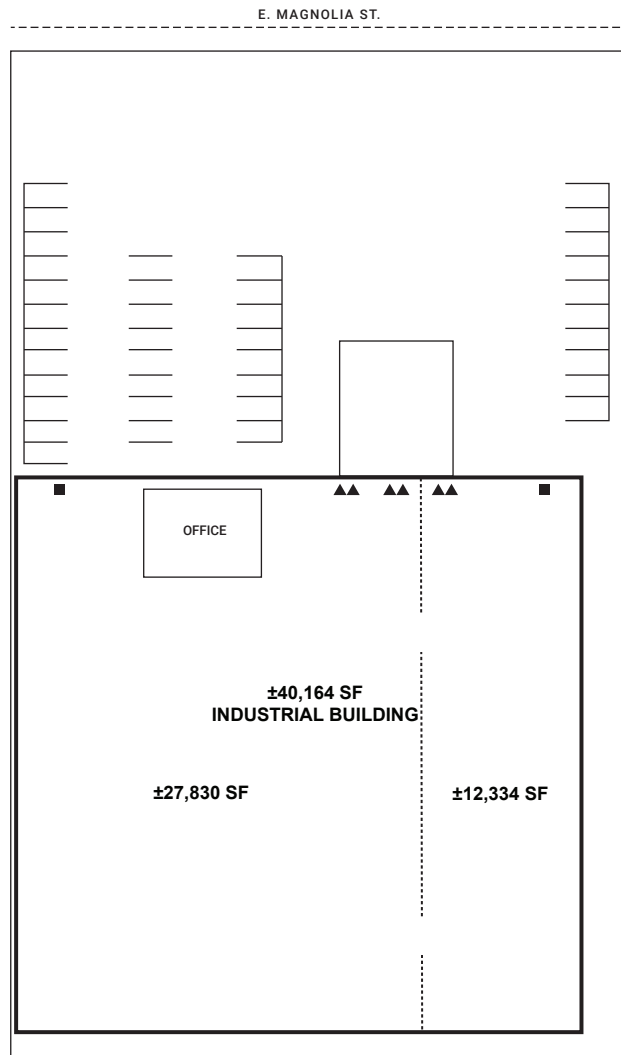 E. MAGNOLIA ST.
OFFICE
±40,164 SF
INDUSTRIAL BUILDING
±27,830 SF
±12,334 SF